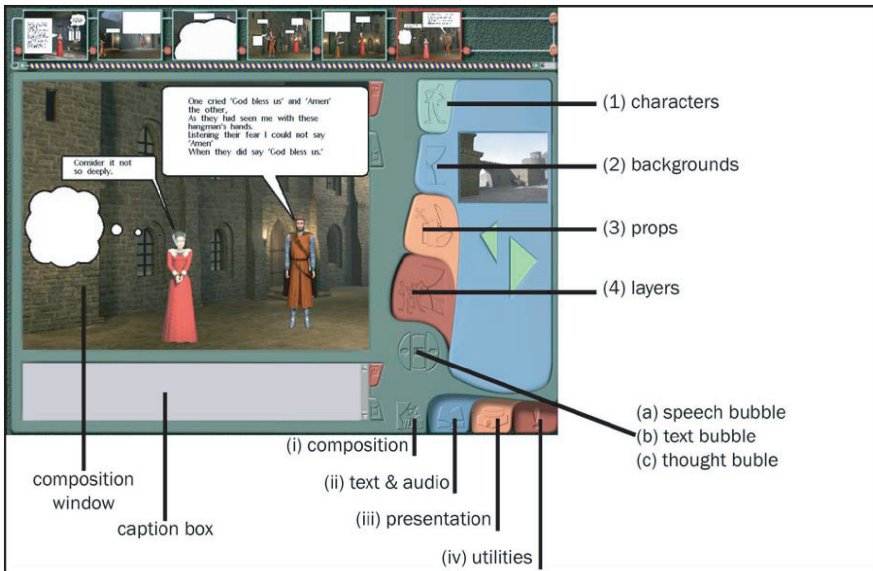 One cried 'God bless us' and 'Amen'
the other,
As they had seen me with these
hangman's hands.
Listening their fear I could not say
'Amen'
When they did say 'God bless us.'
Consider it not
so deeply.
(1) characters
(2) backgrounds
(3) props
(4) layers
(a) speech bubble
(b) text bubble
(c) thought buble
(i) composition
(ii) text & audio
(iii) presentation
(iv) utilities
composition
window
caption box